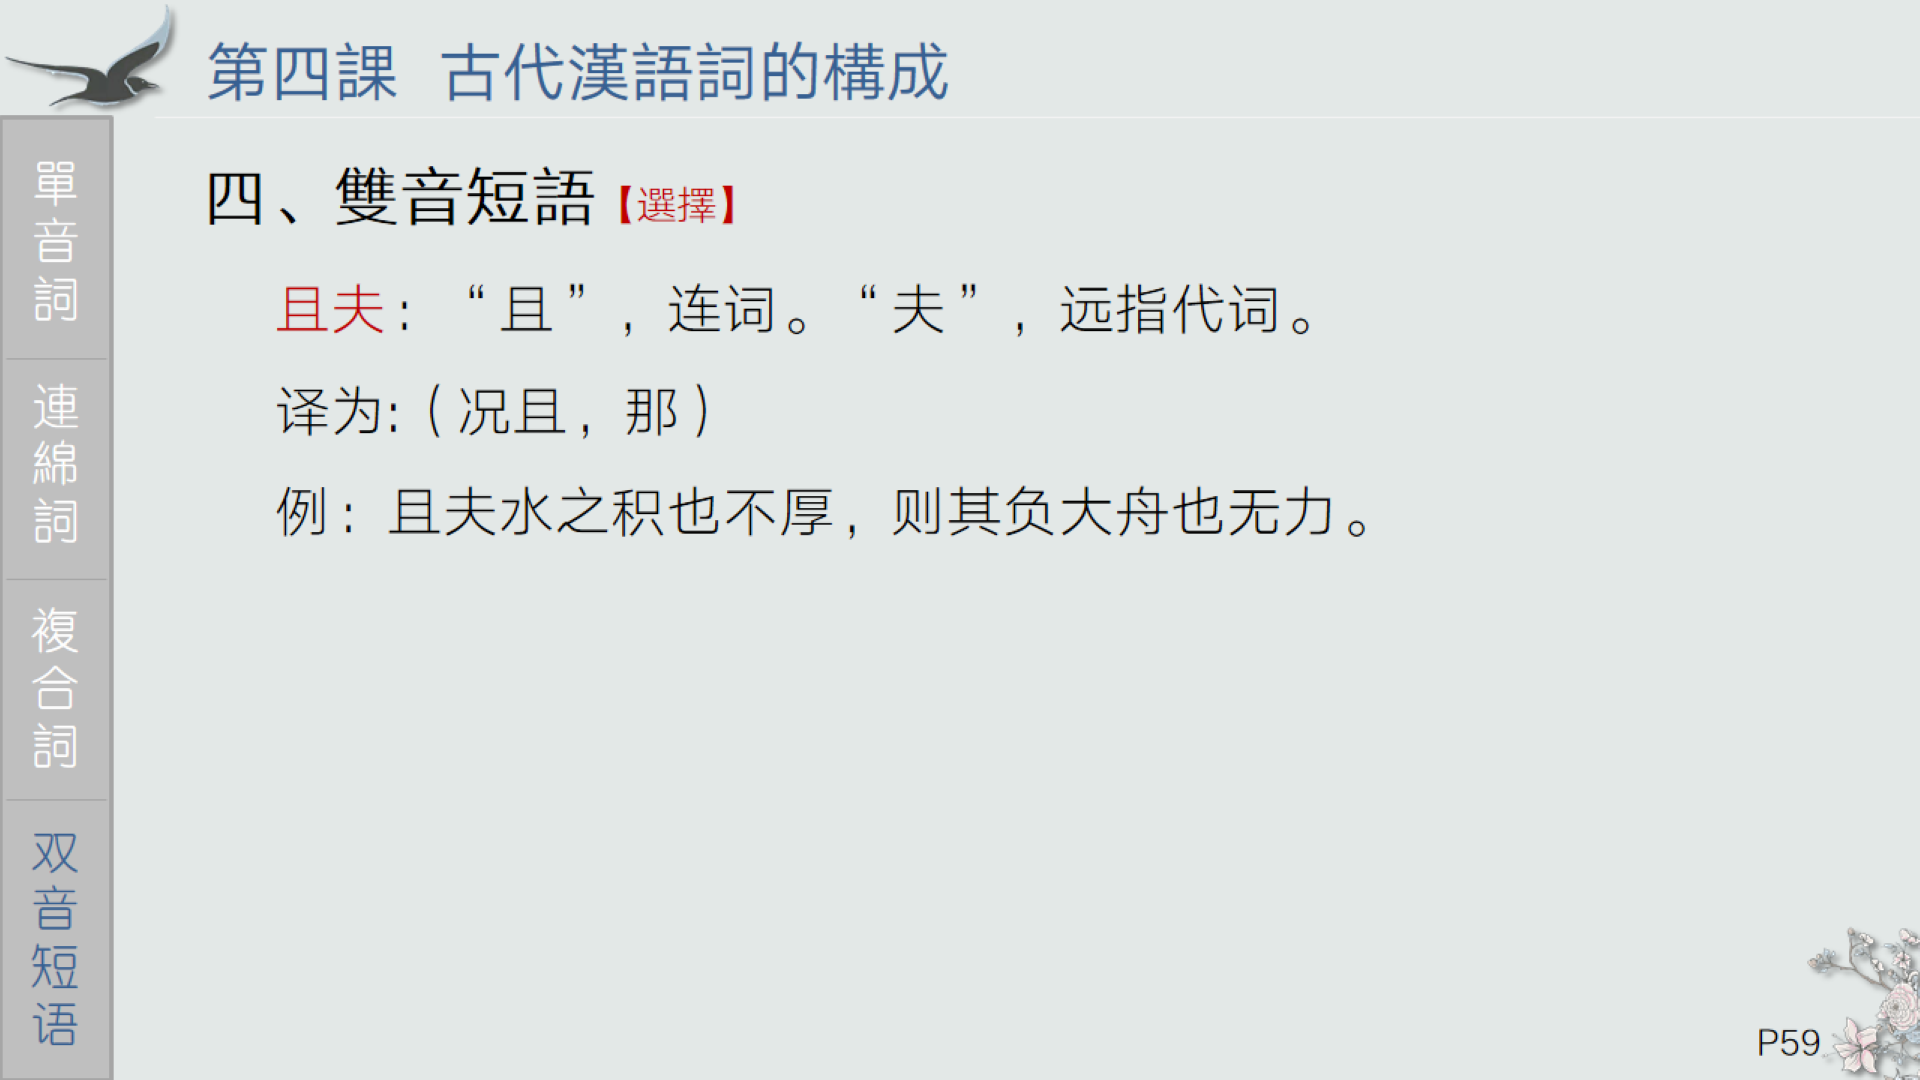 第四課 古代漢語詞的構成
單音詞
連綿詞
複合詞
双音短语
四、雙音短語【選擇】
且夫：“且”，连词。“夫”，远指代词。
译为:（况且，那）
例：且夫水之积也不厚，则其负大舟也无力。
P59